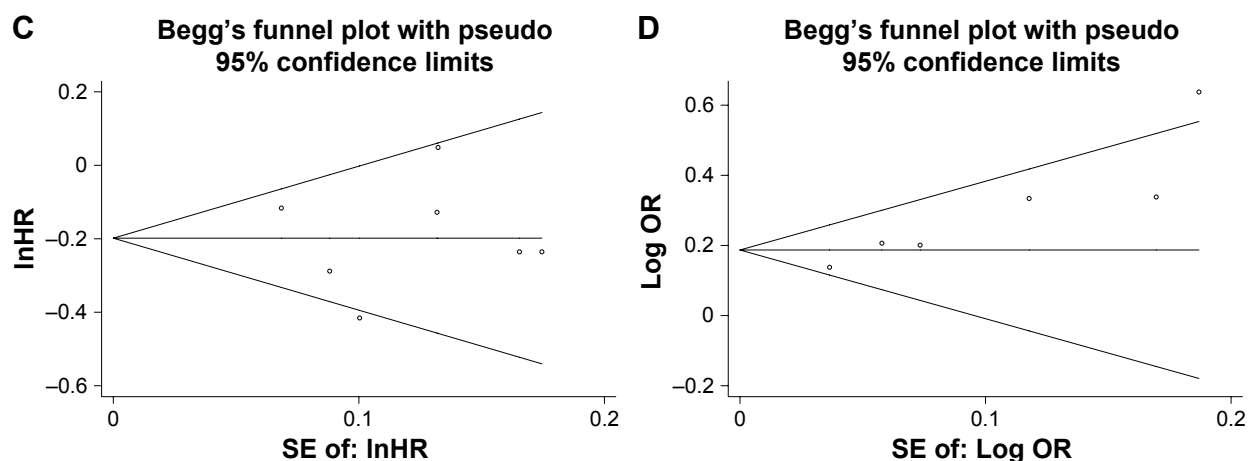 C
Begg’s funnel plot with pseudo
95% confidence limits
lnHR
0.2
0
–0.2
–0.4
–0.6
0
0.1
0.2
SE of: lnHR
D
Begg’s funnel plot with pseudo
95% confidence limits
Log OR
0.6
0.4
0.2
0
–0.2
0
0.1
0.2
SE of: Log OR